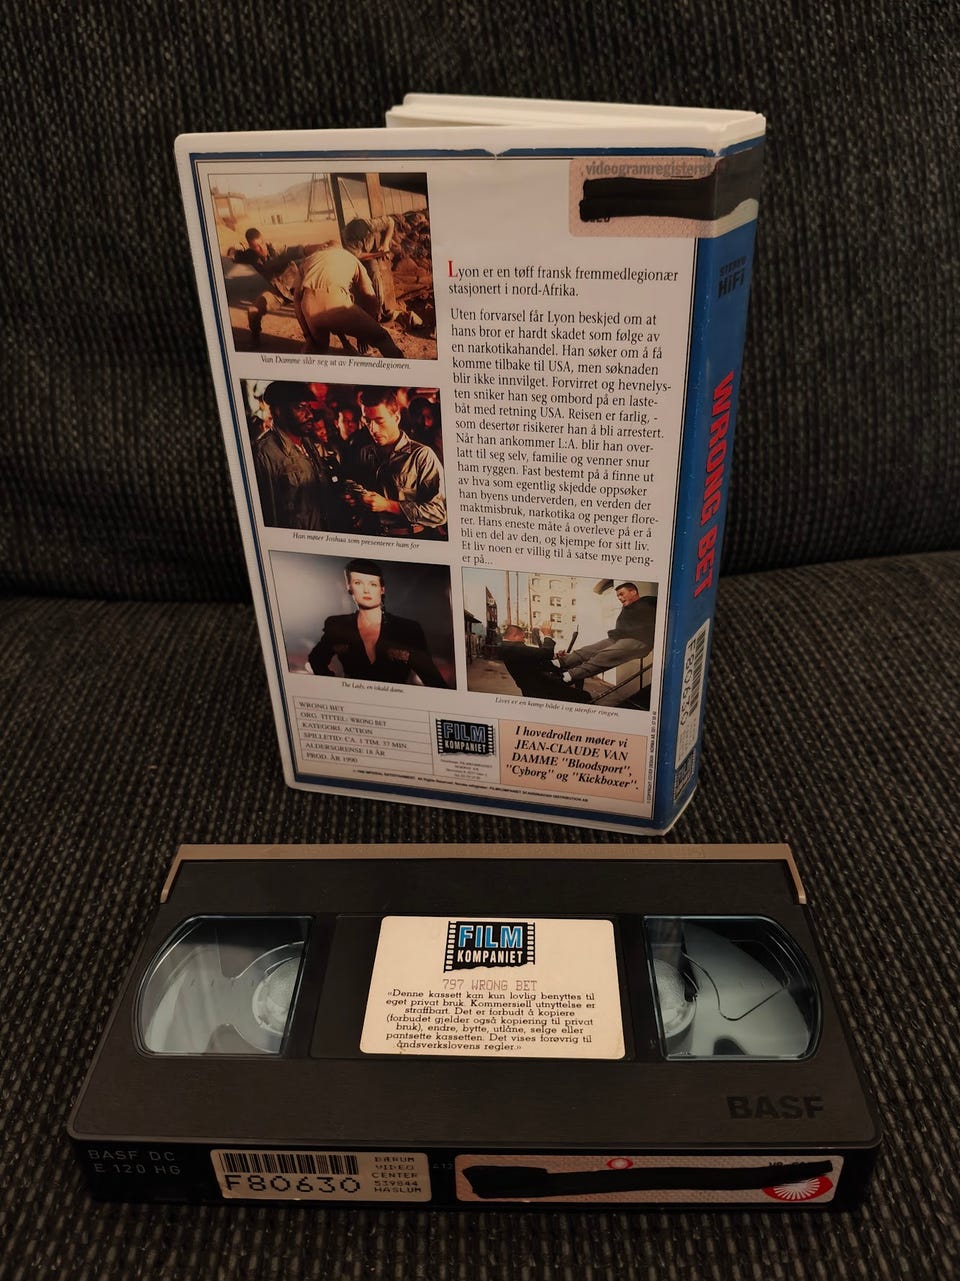 videogramregisteret
Lyon er en tøff fransk fremmedlegionær
stasjonert i nord-Afrika.
Uten forvarsel får Lyon beskjed om at
hans bror er hardt skadet som følge av
en narkotikahandel. Han søker om å få
komme tilbake til USA, men søknaden
blir ikke innvilget. Forvirret og hevnelys-
ten sniker han seg ombord på en laste-
båt med retning USA. Reisen er farlig, -
som desertør risikerer han å bli arrestert.
Når han ankommer L.A. blir han over-
latt til seg selv, familie og venner snur
ham ryggen. Fast bestemt på å finne ut
av hva som egentlig skjedde oppsøker
han byens underverden, en verden der
maktmisbruk, narkotika og penger flore-
rer. Hans eneste måte å overleve på er å
bli en del av den, og kjempe for sitt liv.
Et liv noen er villig til å satse mye peng-
er på...
Van Damme slår seg ut av Fremmedlegionen.
Han møter Joshua som presenterer ham for
The Lady, en iskald dame.
Livet er en kamp både i og utenfor ringen.
WRONG BET
ORG. TITTEL: WRONG BET
KATEGORI: ACTION
SPILLETID: CA. 1 TIM. 37 MIN
ALDERSGRENSE 18 ÅR
PROD. ÅR 1990
FILM
KOMPANIET
I hovedrollen møter vi
JEAN-CLAUDE VAN
DAMME "Bloodsport",
"Cyborg" og "Kickboxer".
STEREO
HiFi
WRONG BET
F80630
FILM
KOMPANIET
797 WRONG BET
«Denne kassett kan kun lovlig benyttes til
eget privat bruk. Kommersiell utnyttelse er
straffbart. Det er forbudt å kopiere
(forbudet gjelder også kopiering til privat
bruk), endre, bytte, utlåne, selge eller
pantsette kassetten. Det vises forøvrig til
åndsverkslovens regler.»
BASF
BASF DC
E 120 HG
F80630
BÆRUM
VIDEO
CENTER
539844
HASLUM